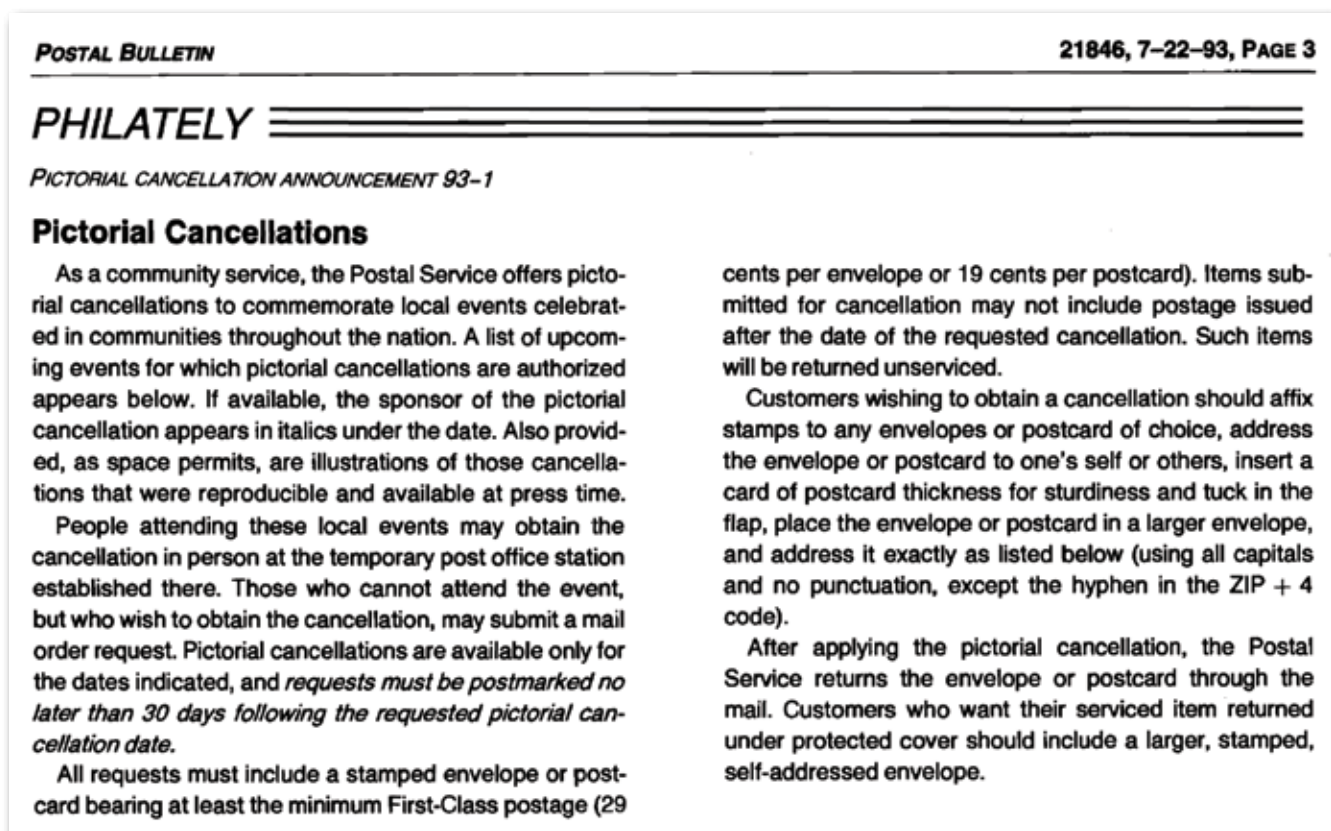 POSTAL BULLETIN
21846, 7–22–93, PAGE 3
PHILATELY
PICTORIAL CANCELLATION ANNOUNCEMENT 93–1
Pictorial Cancellations
As a community service, the Postal Service offers picto-
rial cancellations to commemorate local events celebrat-
ed in communities throughout the nation. A list of upcom-
ing events for which pictorial cancellations are authorized
appears below. If available, the sponsor of the pictorial
cancellation appears in italics under the date. Also provid-
ed, as space permits, are illustrations of those cancella-
tions that were reproducible and available at press time.
People attending these local events may obtain the
cancellation in person at the temporary post office station
established there. Those who cannot attend the event,
but who wish to obtain the cancellation, may submit a mail
order request. Pictorial cancellations are available only for
the dates indicated, and requests must be postmarked no
later than 30 days following the requested pictorial can-
cellation date.
All requests must include a stamped envelope or post-
card bearing at least the minimum First-Class postage (29
cents per envelope or 19 cents per postcard). Items sub-
mitted for cancellation may not include postage issued
after the date of the requested cancellation. Such items
will be returned unserviced.
Customers wishing to obtain a cancellation should affix
stamps to any envelopes or postcard of choice, address
the envelope or postcard to one's self or others, insert a
card of postcard thickness for sturdiness and tuck in the
flap, place the envelope or postcard in a larger envelope,
and address it exactly as listed below (using all capitals
and no punctuation, except the hyphen in the ZIP + 4
code).
After applying the pictorial cancellation, the Postal
Service returns the envelope or postcard through the
mail. Customers who want their serviced item returned
under protected cover should include a larger, stamped,
self-addressed envelope.